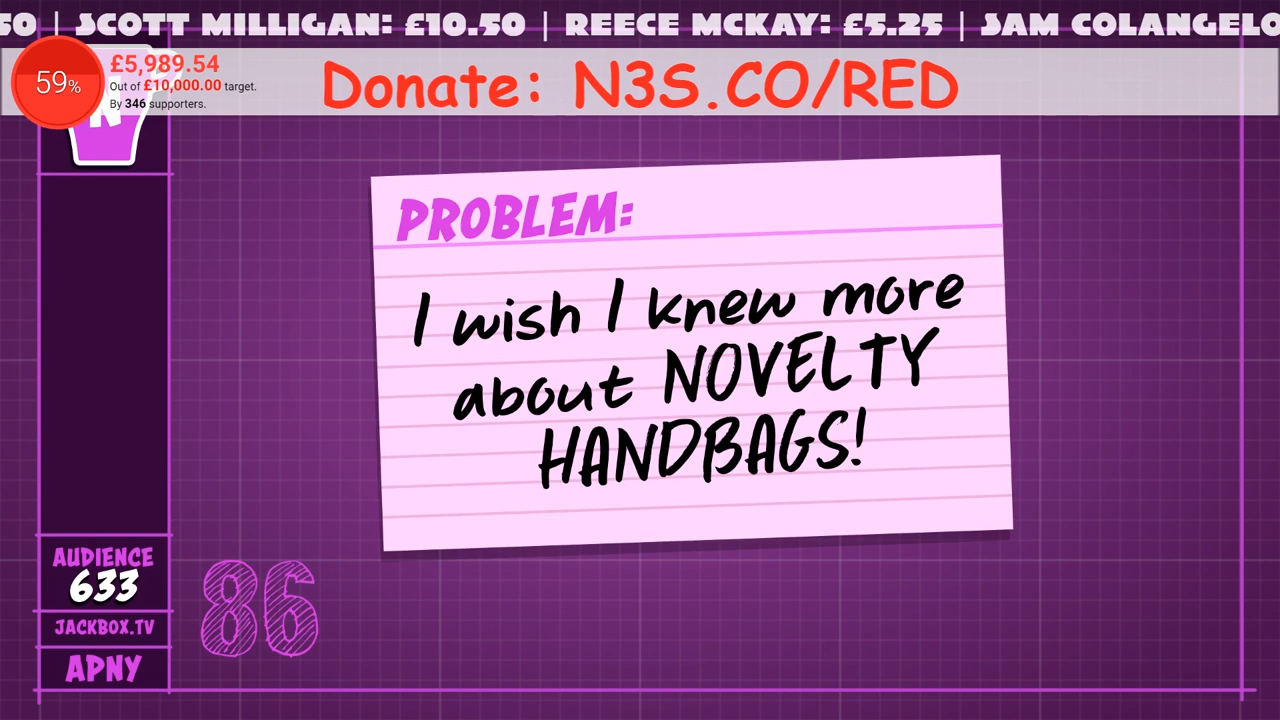 50 | SCOTT MILLIGAN: £10.50 | REECE MCKAY: £5.25 | SAM COLANGELO
59%
£5,989.54
Out of £10,000.00 target.
By 346 supporters.
Donate: N3S.CO/RED
N
PROBLEM:
I wish I knew more
about NOVELTY
HANDBAGS!
AUDIENCE
633
JACKBOX.TV
APNY
86